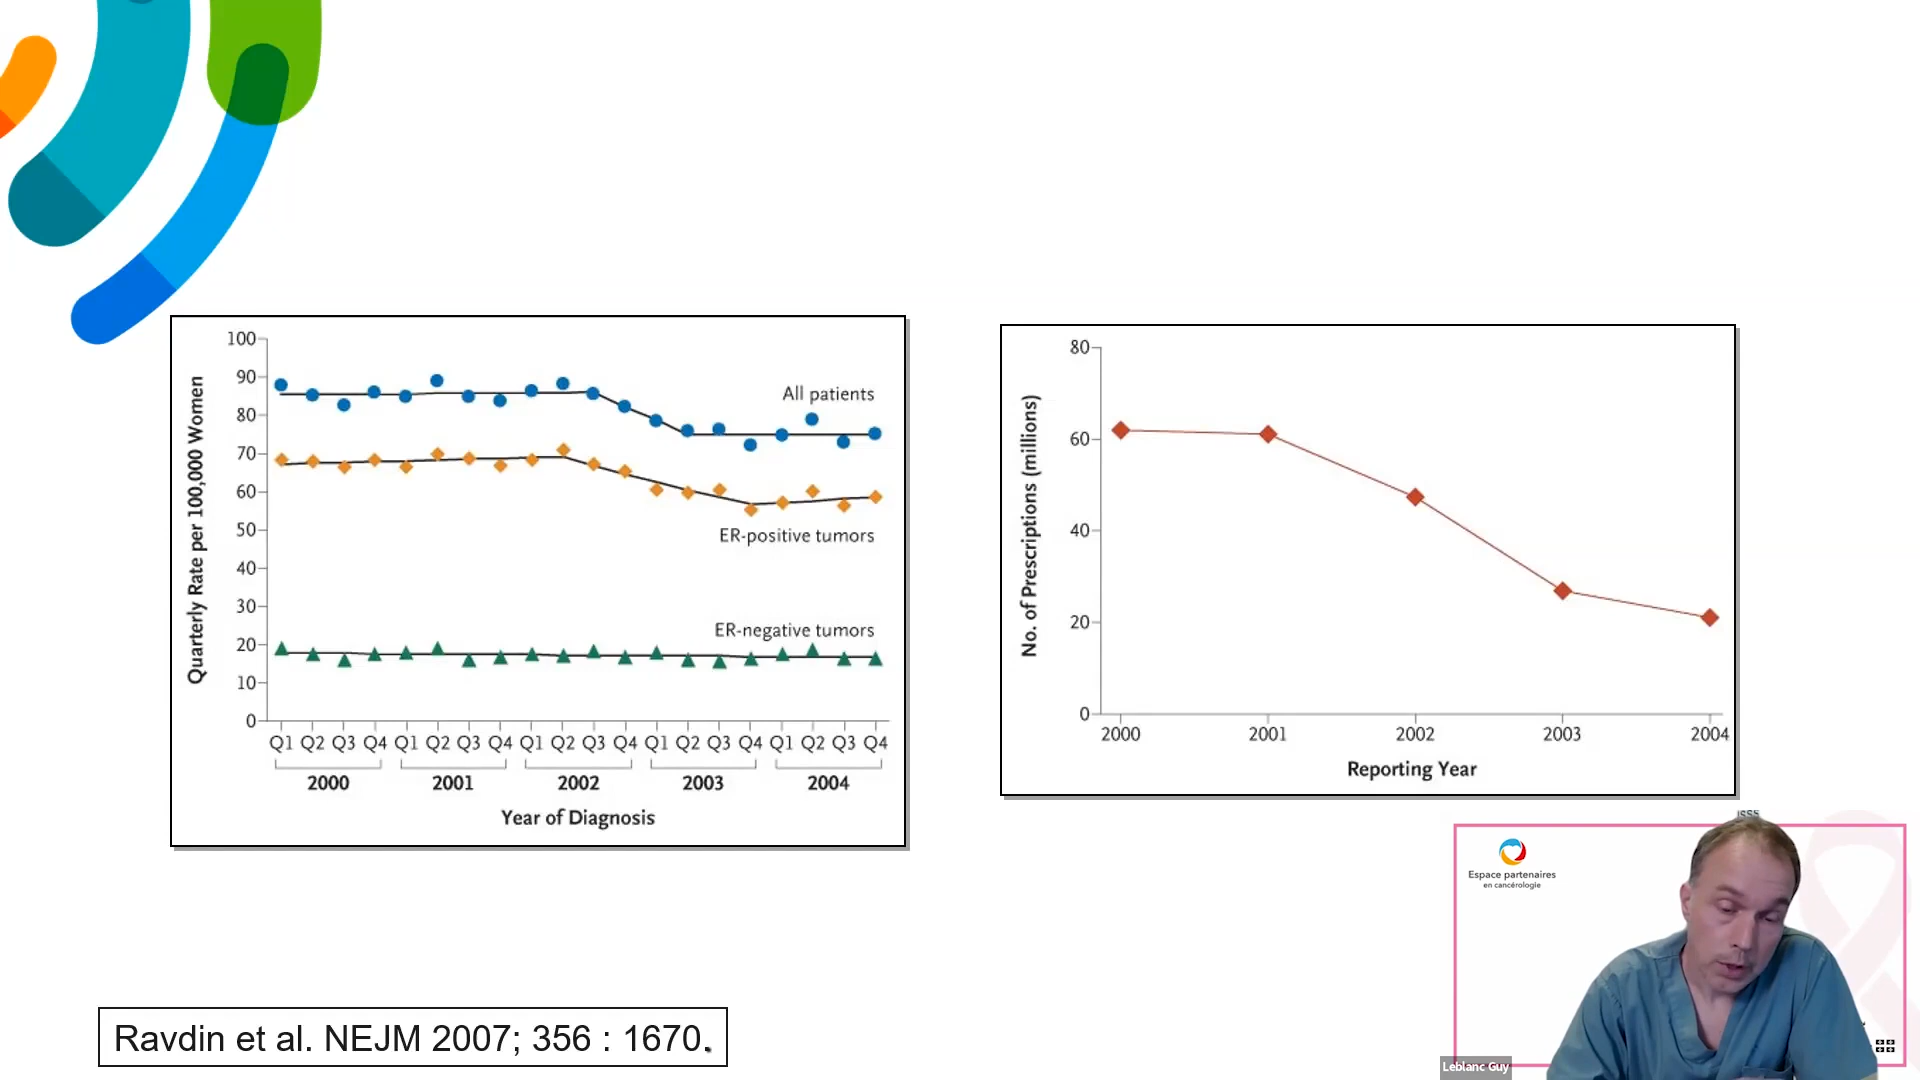 100
90
80
70
60
50
40
30
20
10
0
Quarterly Rate per 100,000 Women
All patients
ER-positive tumors
ER-negative tumors
Q1 Q2 Q3 Q4 Q1 Q2 Q3 Q4 Q1 Q2 Q3 Q4 Q1 Q2 Q3 Q4 Q1 Q2 Q3 Q4
2000 2001 2002 2003 2004
Year of Diagnosis
80
60
40
20
0
No. of Prescriptions (millions)
2000 2001 2002 2003 2004
Reporting Year
Espace partenaires
en cancérologie
Leblanc Guy
Ravdin et al. NEJM 2007; 356 : 1670.